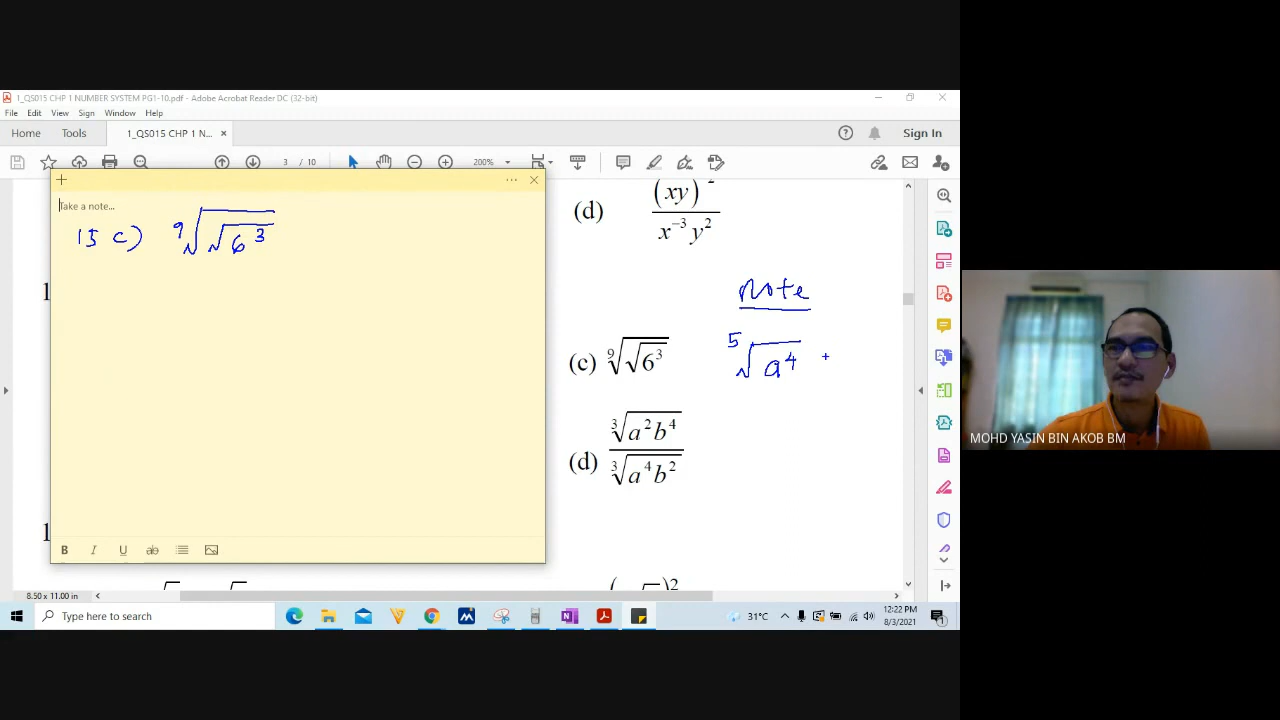 1_QS015 CHP 1 NUMBER SYSTEM PG1-10.pdf - Adobe Acrobat Reader DC (32-bit)
File Edit View Sign Window Help
Home Tools 1_QS015 CHP 1 N... × Sign In
3 / 10 200%
Take a note...
15 c) ⁹√√6³
(d) (xy)⁻² / x⁻³y²
Note
⁵√a⁴
(c) ⁹√√6³
(d) ³√a²b⁴ / ³√a⁴b²
B I U ab
8.50 x 11.00 in
Type here to search
31°C 12:22 PM
8/3/2021
MOHD YASIN BIN AKOB BM